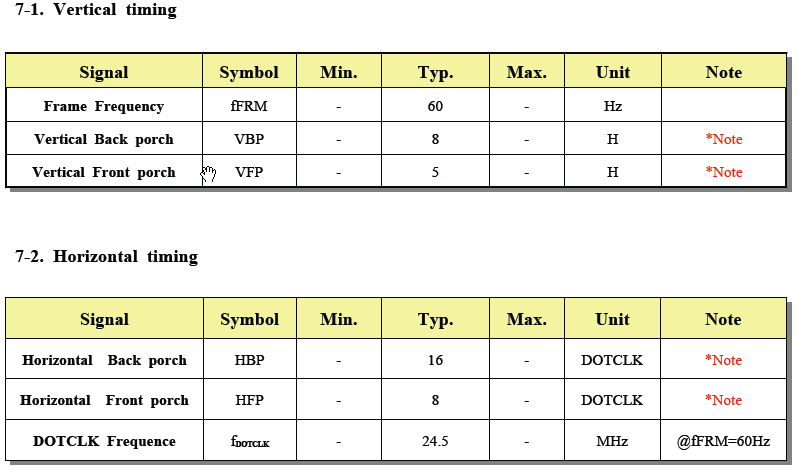 7-1. Vertical timing
Signal Symbol Min. Typ. Max. Unit Note
Frame Frequency fFRM - 60 - Hz
Vertical Back porch VBP - 8 - H *Note
Vertical Front porch VFP - 5 - H *Note
7-2. Horizontal timing
Signal Symbol Min. Typ. Max. Unit Note
Horizontal Back porch HBP - 16 - DOTCLK *Note
Horizontal Front porch HFP - 8 - DOTCLK *Note
DOTCLK Frequence fDOTCLK - 24.5 - MHz @fFRM=60Hz